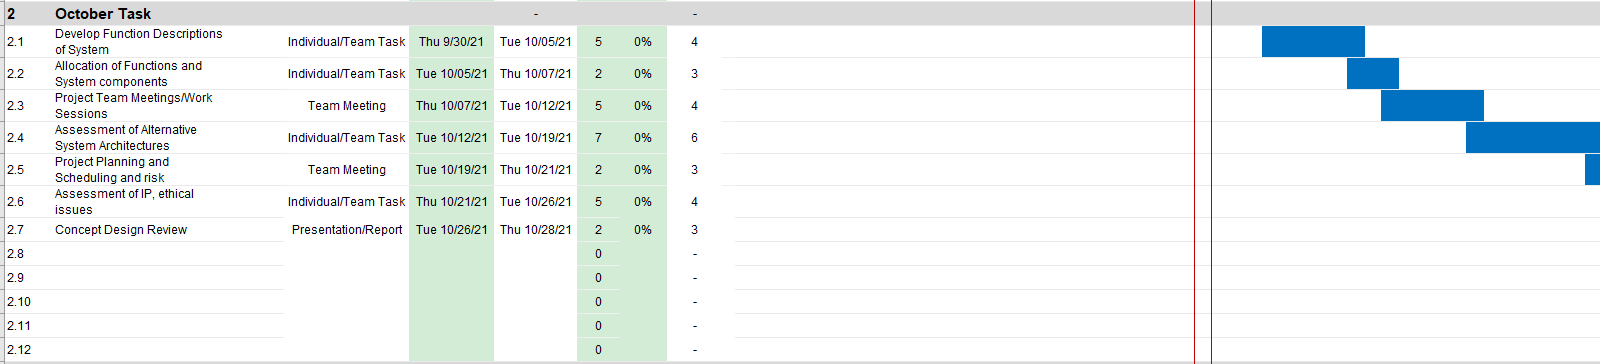 2 October Task - -
Develop Function Descriptions
2.1 Individual/Team Task Thu 9/30/21 Tue 10/05/21 5 0% 4
of System
Allocation of Functions and
2.2 Individual/Team Task Tue 10/05/21 Thu 10/07/21 2 0% 3
System components
Project Team Meetings/Work
2.3 Team Meeting Thu 10/07/21 Tue 10/12/21 5 0% 4
Sessions
Assessment of Alternative
2.4 Individual/Team Task Tue 10/12/21 Tue 10/19/21 7 0% 6
System Architectures
Project Planning and
2.5 Team Meeting Tue 10/19/21 Thu 10/21/21 2 0% 3
Scheduling and risk
Assessment of IP, ethical
2.6 Individual/Team Task Thu 10/21/21 Tue 10/26/21 5 0% 4
issues
2.7 Concept Design Review Presentation/Report Tue 10/26/21 Thu 10/28/21 2 0% 3
2.8 0 -
2.9 0 -
2.10 0 -
2.11 0 -
2.12 0 -